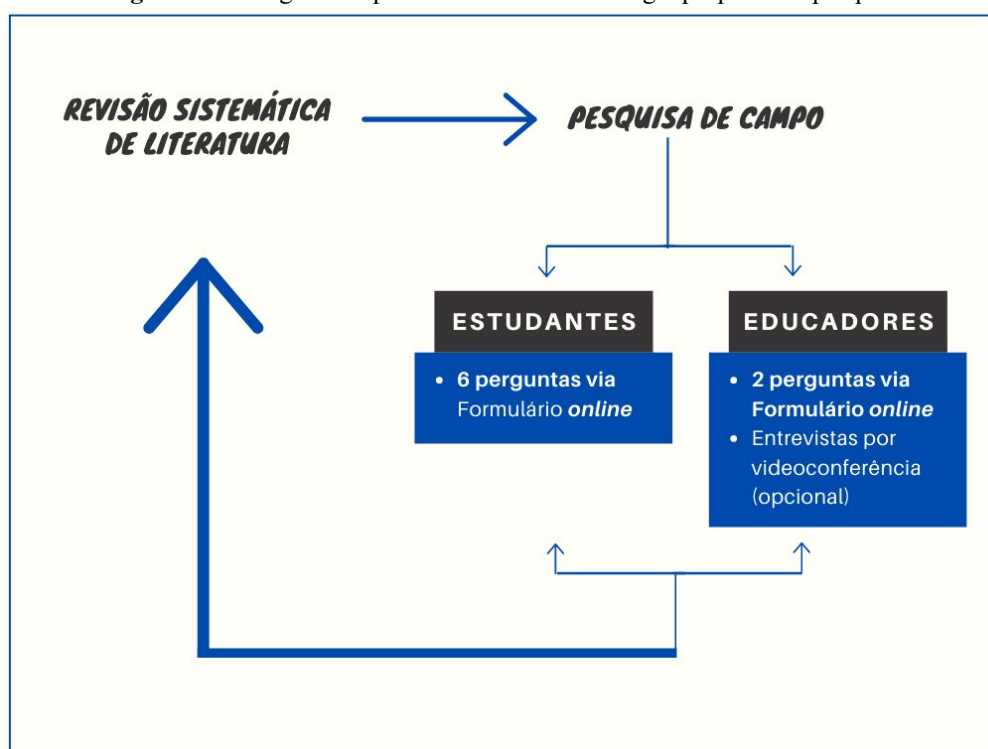 REVISÃO SISTEMÁTICA
DE LITERATURA
PESQUISA DE CAMPO
ESTUDANTES
• 6 perguntas via
Formulário online
EDUCADORES
• 2 perguntas via
Formulário online
• Entrevistas por
videoconferência
(opcional)